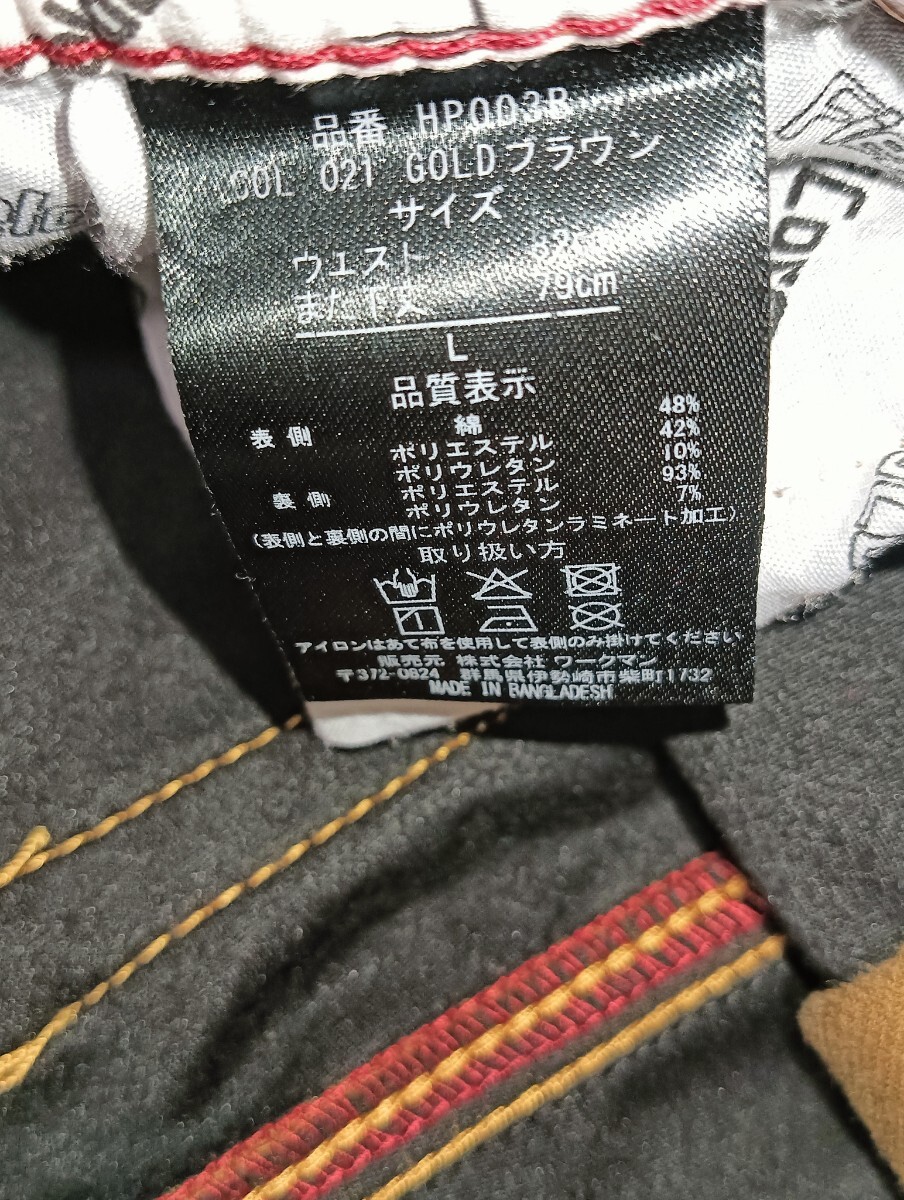 品番 HP003B
COL 021 GOLDブラウン
サイズ
ウエスト
また下丈 79cm
L
品質表示
表側 綿 48%
ポリエステル 42%
ポリウレタン 10%
裏側 ポリエステル 93%
ポリウレタン 7%
(表側と裏側の間にポリウレタンラミネート加工)
取り扱い方
アイロンはあて布を使用して表側のみ掛けてください
販売元 株式会社 ワークマン
〒372-0824 群馬県伊勢崎市柴町1732
MADE IN BANGLADESH